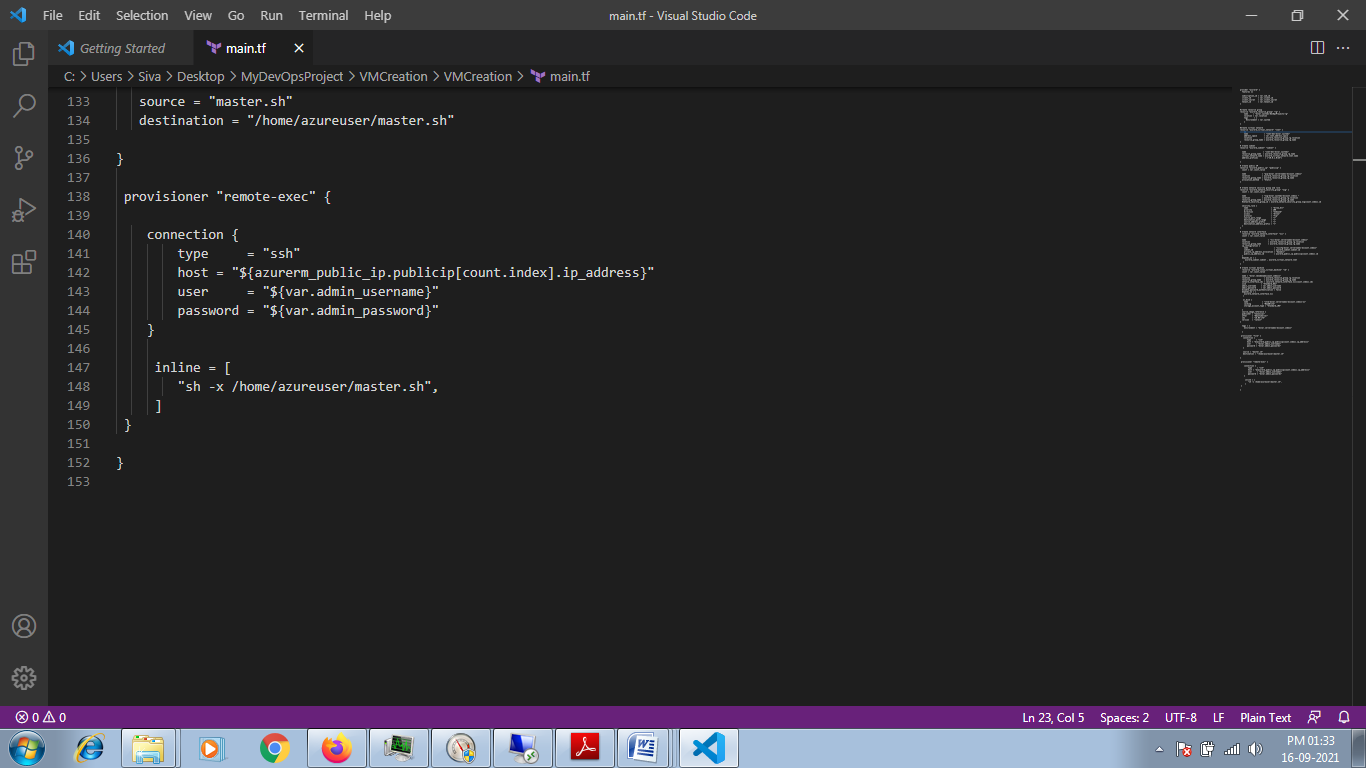 File Edit Selection View Go Run Terminal Help main.tf - Visual Studio Code
Getting Started main.tf
C: > Users > Siva > Desktop > MyDevOpsProject > VMCreation > VMCreation > main.tf
133 source = "master.sh"
134 destination = "/home/azureuser/master.sh"
135
136 }
137
138 provisioner "remote-exec" {
139
140 connection {
141 type = "ssh"
142 host = "${azurerm_public_ip.publicip[count.index].ip_address}"
143 user = "${var.admin_username}"
144 password = "${var.admin_password}"
145 }
146
147 inline = [
148 "sh -x /home/azureuser/master.sh",
149 ]
150 }
151
152 }
153
0 0 Ln 23, Col 5 Spaces: 2 UTF-8 LF Plain Text
PM 01:33
16-09-2021